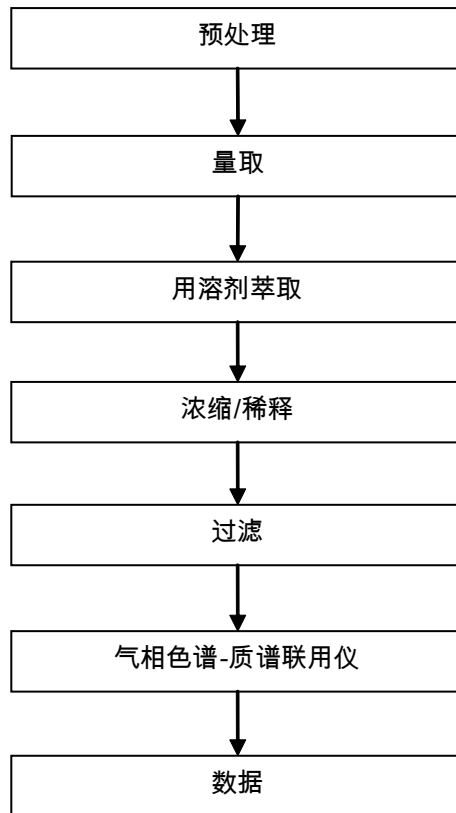 预处理
量取
用溶剂萃取
浓缩/稀释
过滤
气相色谱-质谱联用仪
数据